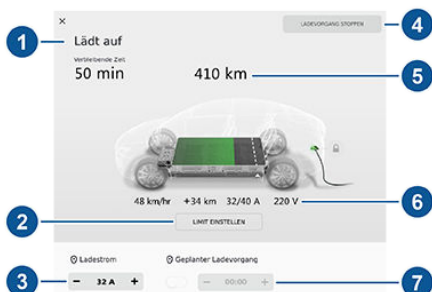 ×
LADEVORGANG STOPPEN
4
1
Lädt auf
Verbleibende Zeit
50 min
410 km
5
48 km/hr +34 km 32/40 A 220 V
6
2
LIMIT EINSTELLEN
Ladestrom
Geplanter Ladevorgang
3
− 32 A +
− 00:00 +
7